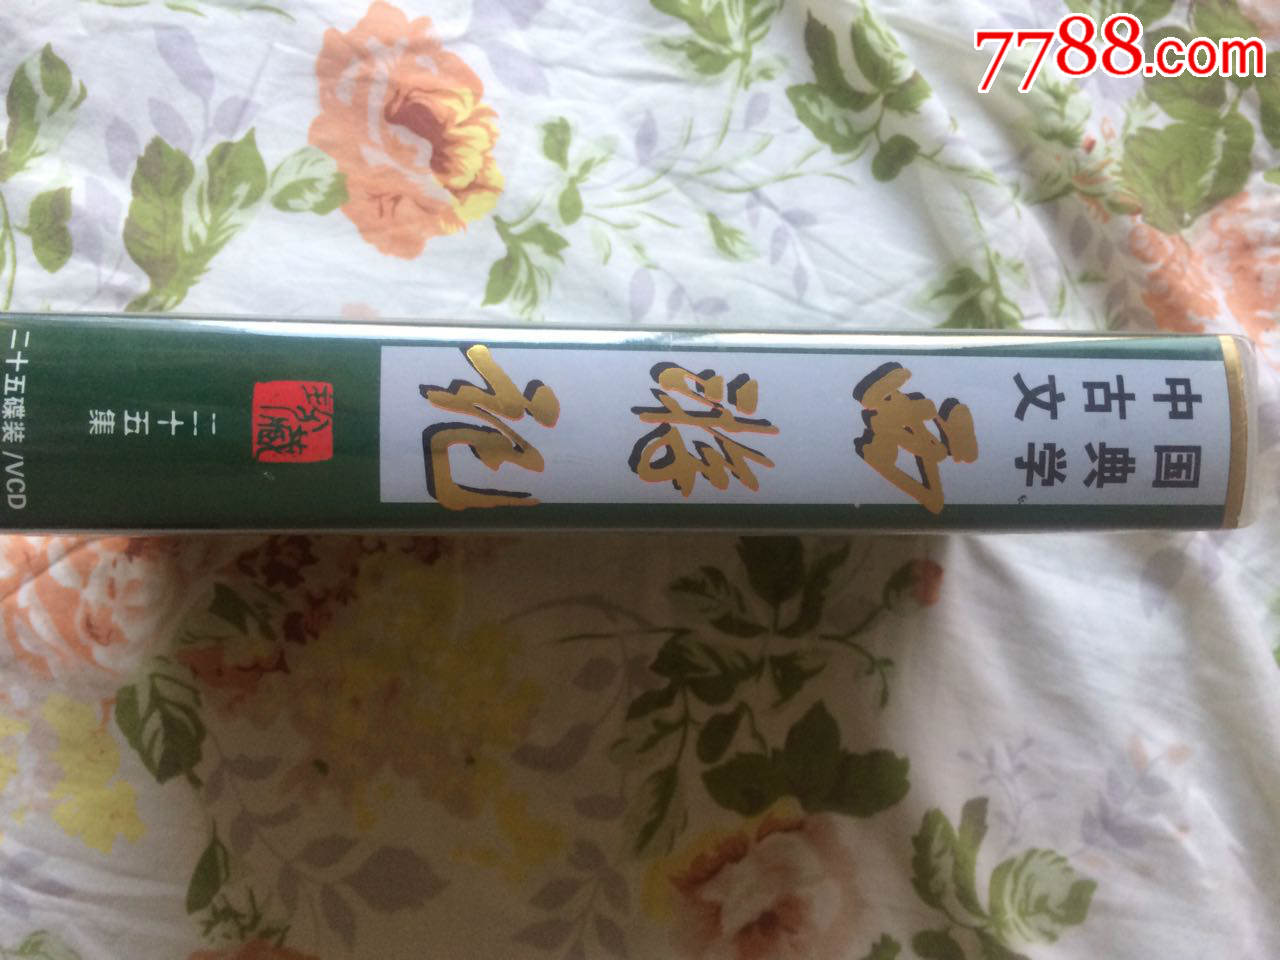 7788.com
中国
古典
文学
西游记
珍藏
二十五集
二十五碟装/VCD